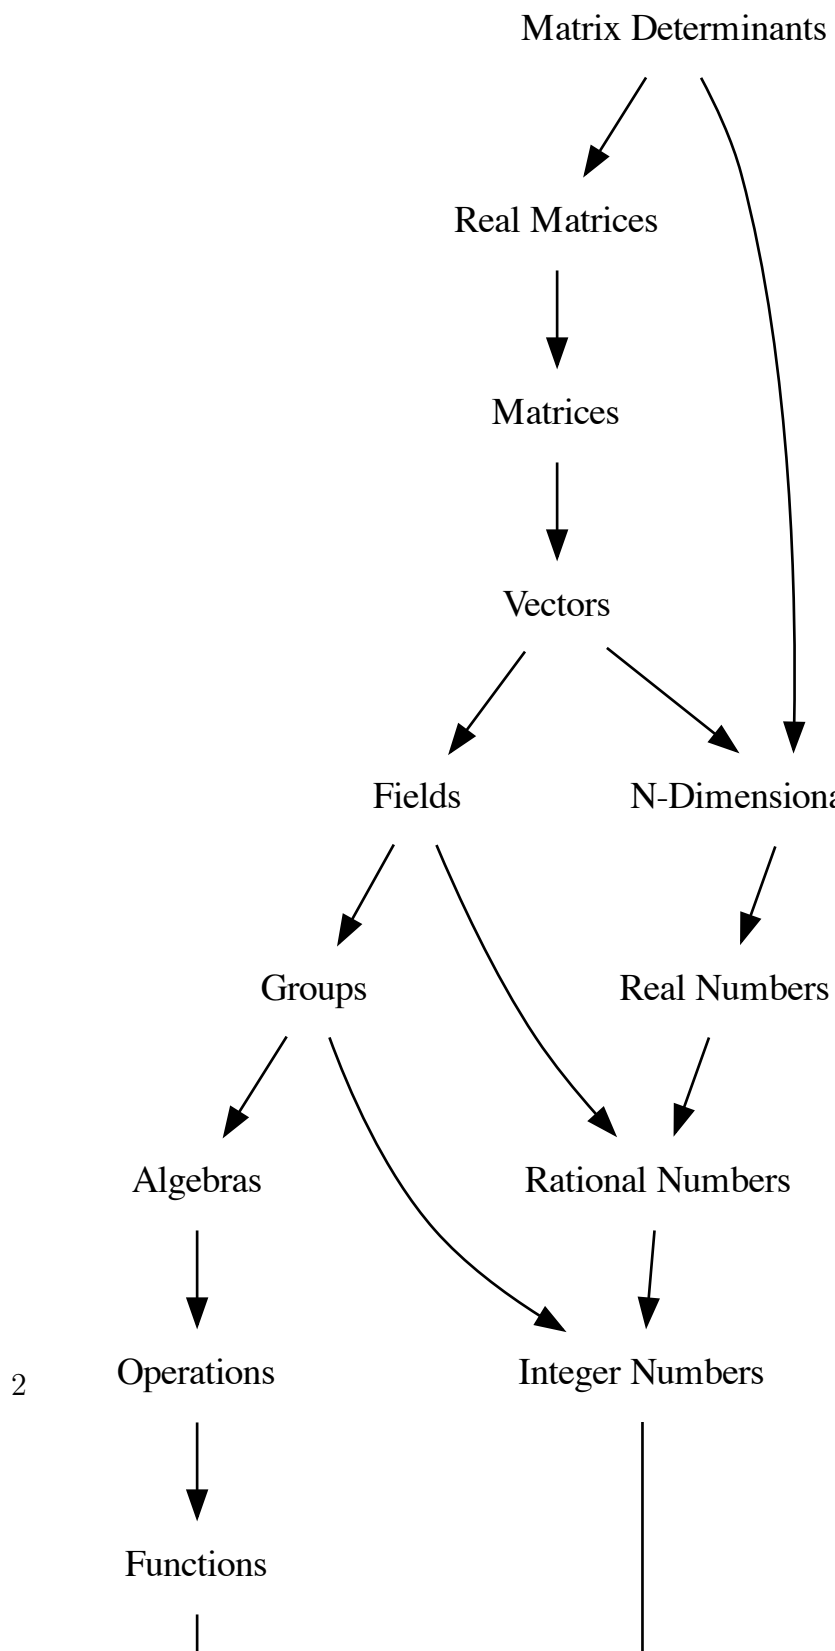 Matrix Determinants
Real Matrices
Matrices
Vectors
Fields
Groups
Real Numbers
Algebras
Rational Numbers
2
Operations
Integer Numbers
Functions